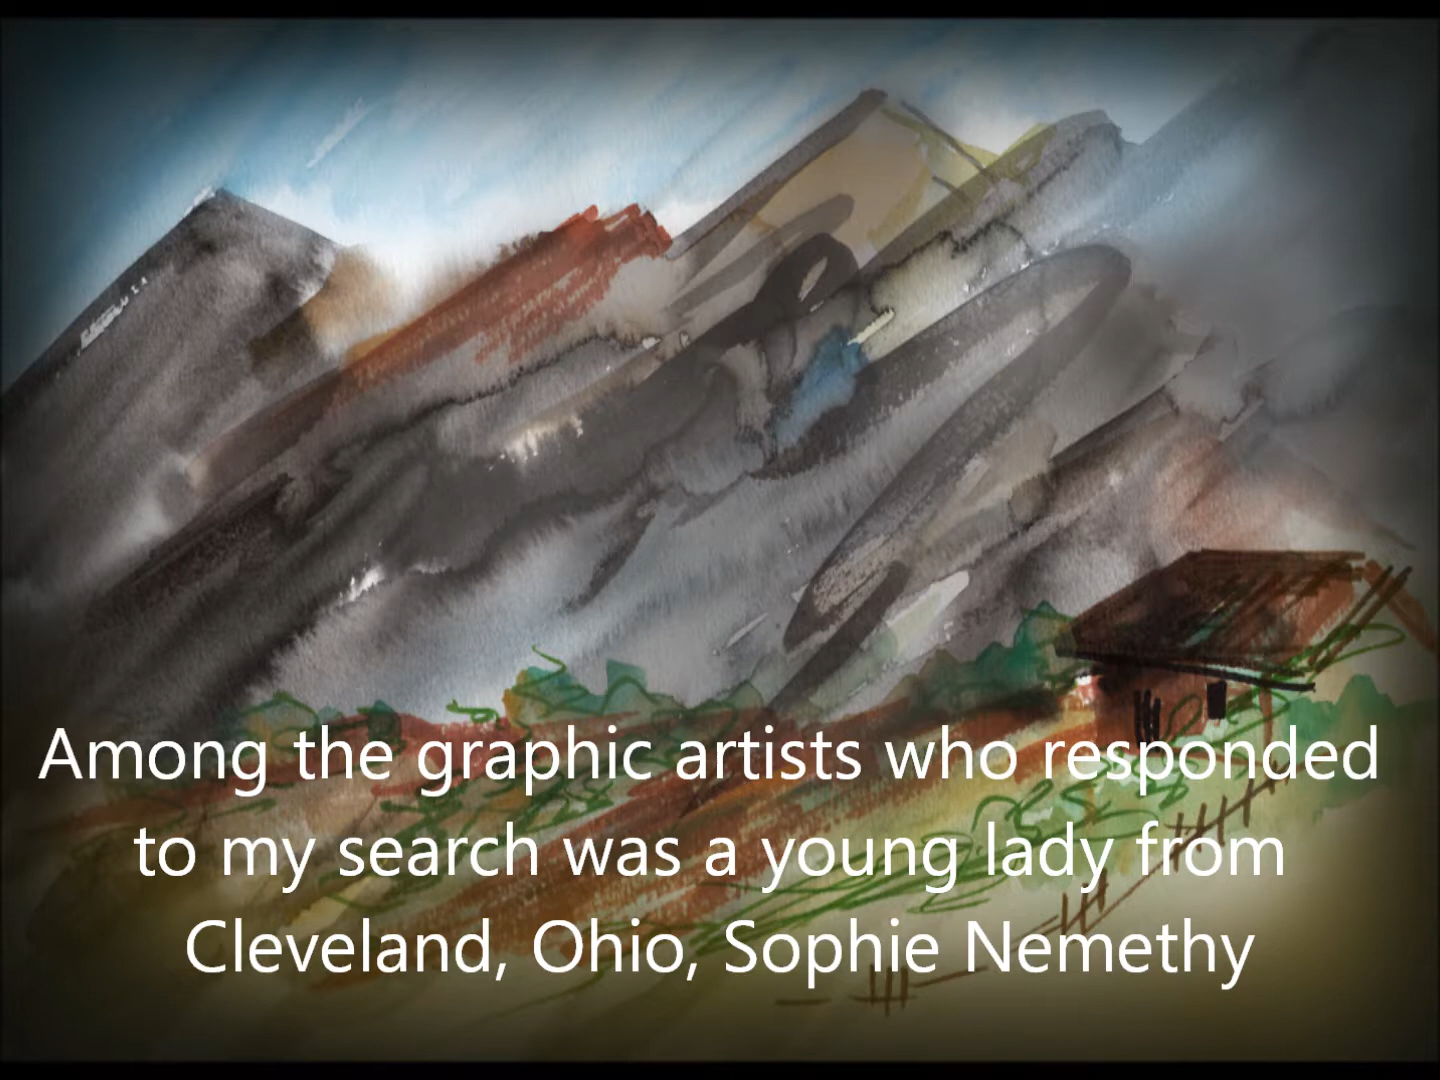 Among the graphic artists who responded
to my search was a young lady from
Cleveland, Ohio, Sophie Nemethy